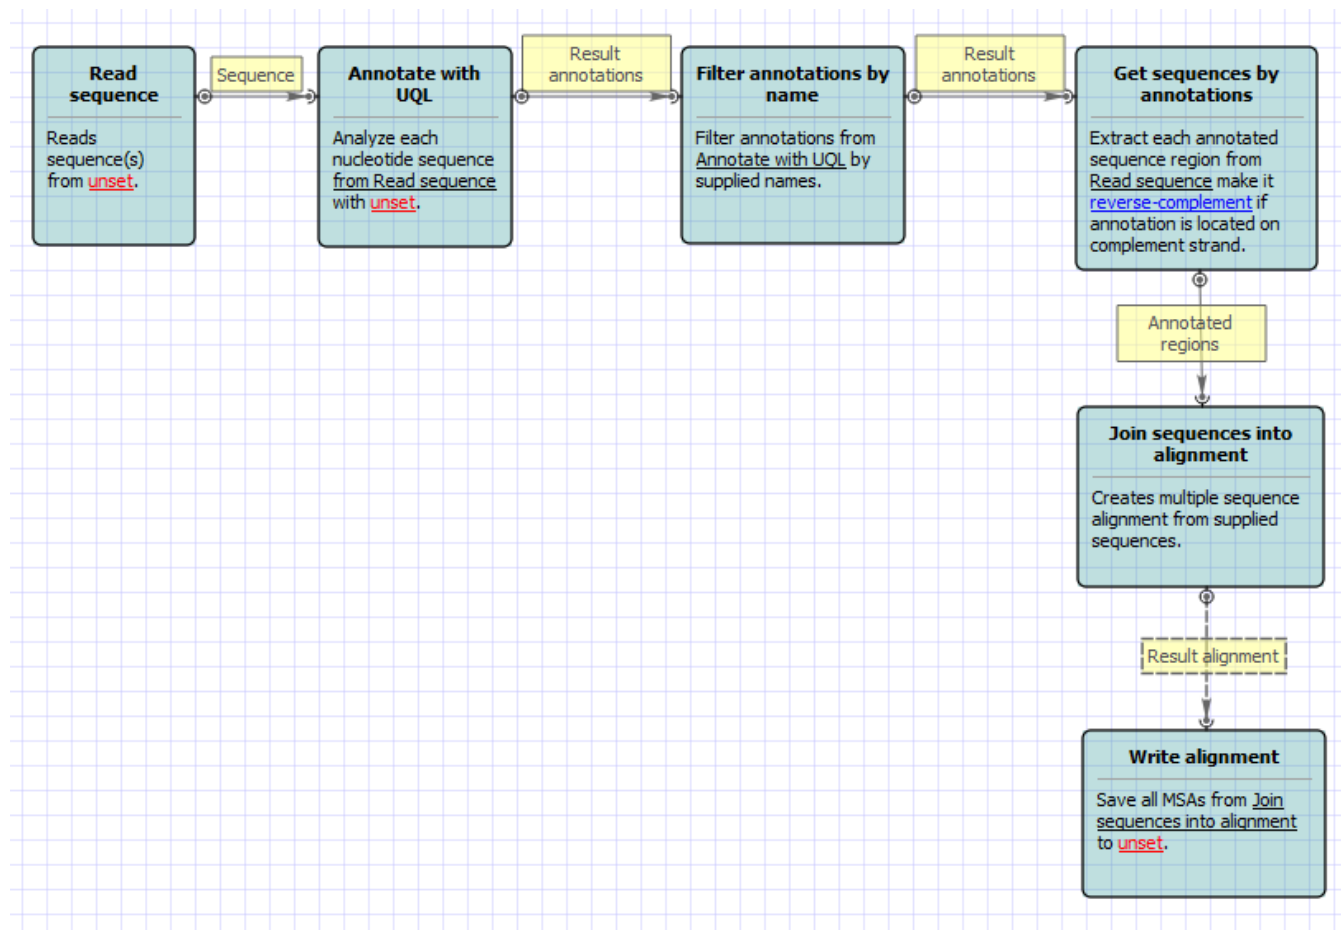 Read
sequence
Reads
sequence(s)
from unset.
Sequence
Annotate with
UQL
Analyze each
nucleotide sequence
from Read sequence
with unset.
Result
annotations
Filter annotations by
name
Filter annotations from
Annotate with UQL by
supplied names.
Result
annotations
Get sequences by
annotations
Extract each annotated
sequence region from
Read sequence make it
reverse-complement if
annotation is located on
complement strand.
Annotated
regions
Join sequences into
alignment
Creates multiple sequence
alignment from supplied
sequences.
Result alignment
Write alignment
Save all MSAs from Join
sequences into alignment
to unset.